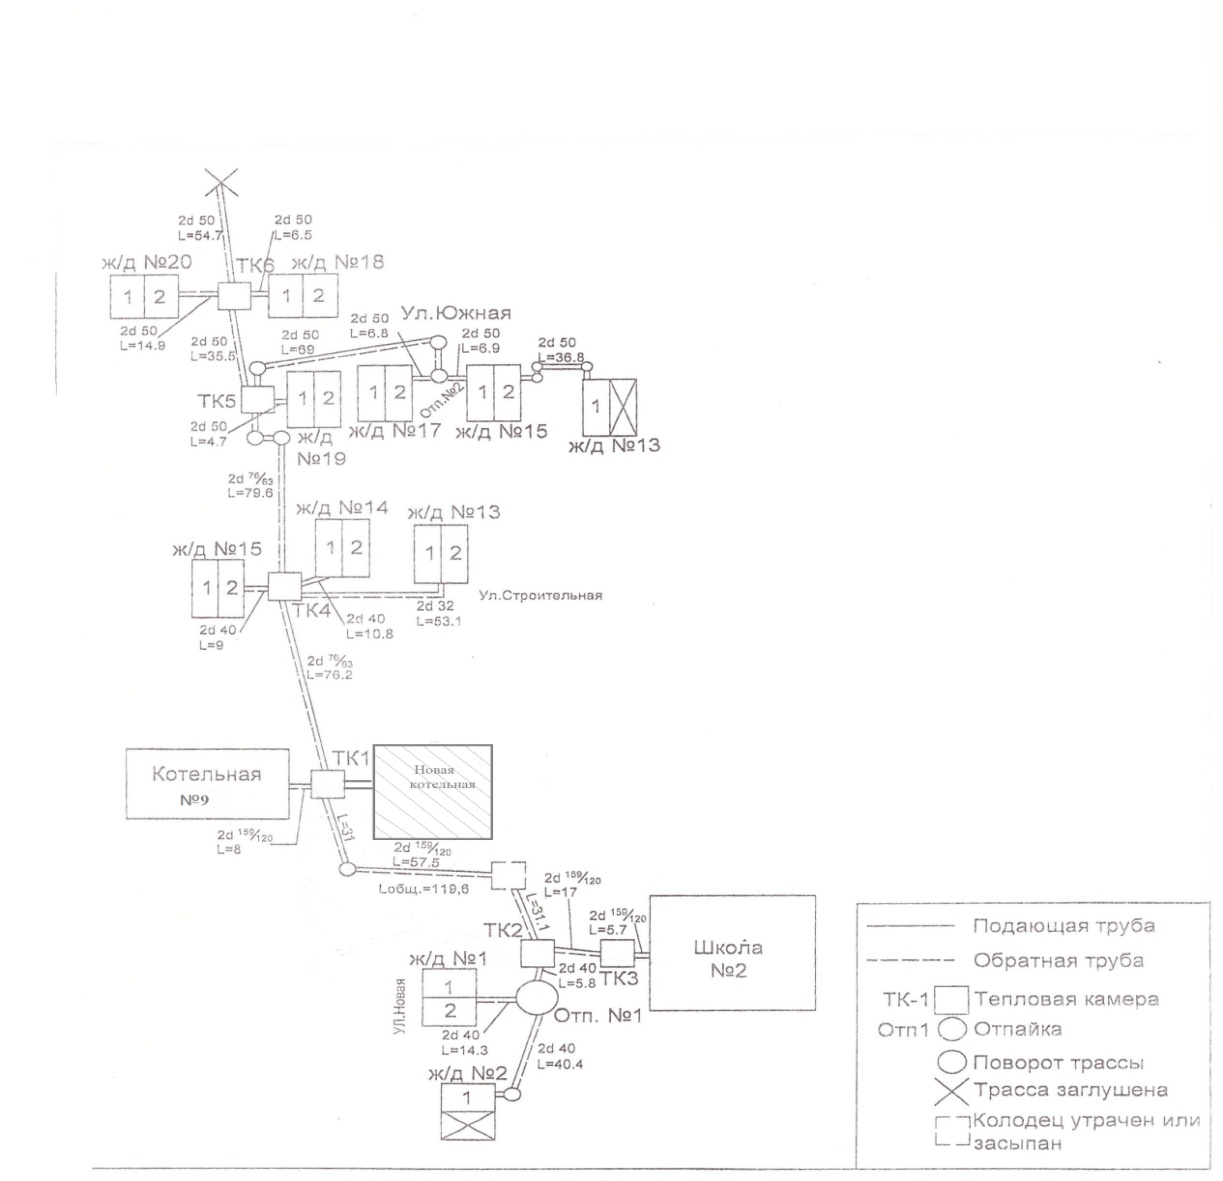 2d 50
L=54.7
2d 50
L=6.5
ж/д №20
ТК6
ж/д №18
1 2
1 2
2d 50
L=14.9
2d 50
L=35.5
2d 50
L=69
2d 50
L=6.8
Ул.Южная
2d 50
L=6.9
2d 50
L=36.8
ТК5
1 2
1 2
Отп.№2
1 2
1
2d 50
L=4.7
ж/д
№19
ж/д №17
ж/д №15
ж/д №13
2d 76/63
L=79.6
ж/д №14
ж/д №13
ж/д №15
1 2
1 2
1 2
ТК4
2d 40
L=9
2d 40
L=10.8
2d 32
L=53.1
Ул.Строительная
2d 76/63
L=76.2
Котельная
№9
ТК1
Новая
котельная
2d 159/120
L=8
L=31
2d 159/120
L=57.5
Lобщ.=119,6
L=31.1
2d 159/120
L=17
2d 159/120
L=5.7
ТК2
ТК3
Школа
№2
ж/д №1
1
2
Ул.Новая
2d 40
L=5.8
Отп. №1
2d 40
L=14.3
2d 40
L=40.4
ж/д №2
1
Подающая труба
Обратная труба
ТК-1 Тепловая камера
Отп1 Отпайка
Поворот трассы
Трасса заглушена
Колодец утрачен или
засыпан